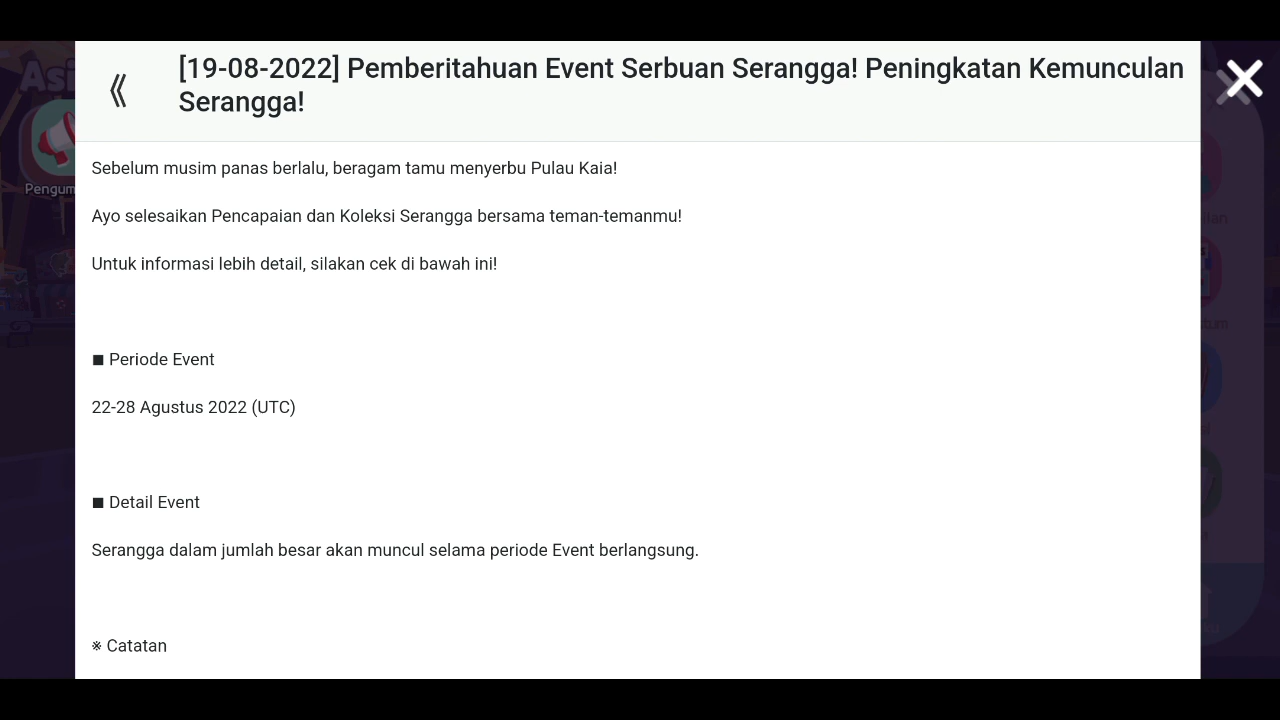 [19-08-2022] Pemberitahuan Event Serbuan Serangga! Peningkatan Kemunculan
Serangga!
Asi
Pengum
Sebelum musim panas berlalu, beragam tamu menyerbu Pulau Kaia!
Ayo selesaikan Pencapaian dan Koleksi Serangga bersama teman-temanmu!
Untuk informasi lebih detail, silakan cek di bawah ini!
■ Periode Event
22-28 Agustus 2022 (UTC)
■ Detail Event
Serangga dalam jumlah besar akan muncul selama periode Event berlangsung.
※ Catatan